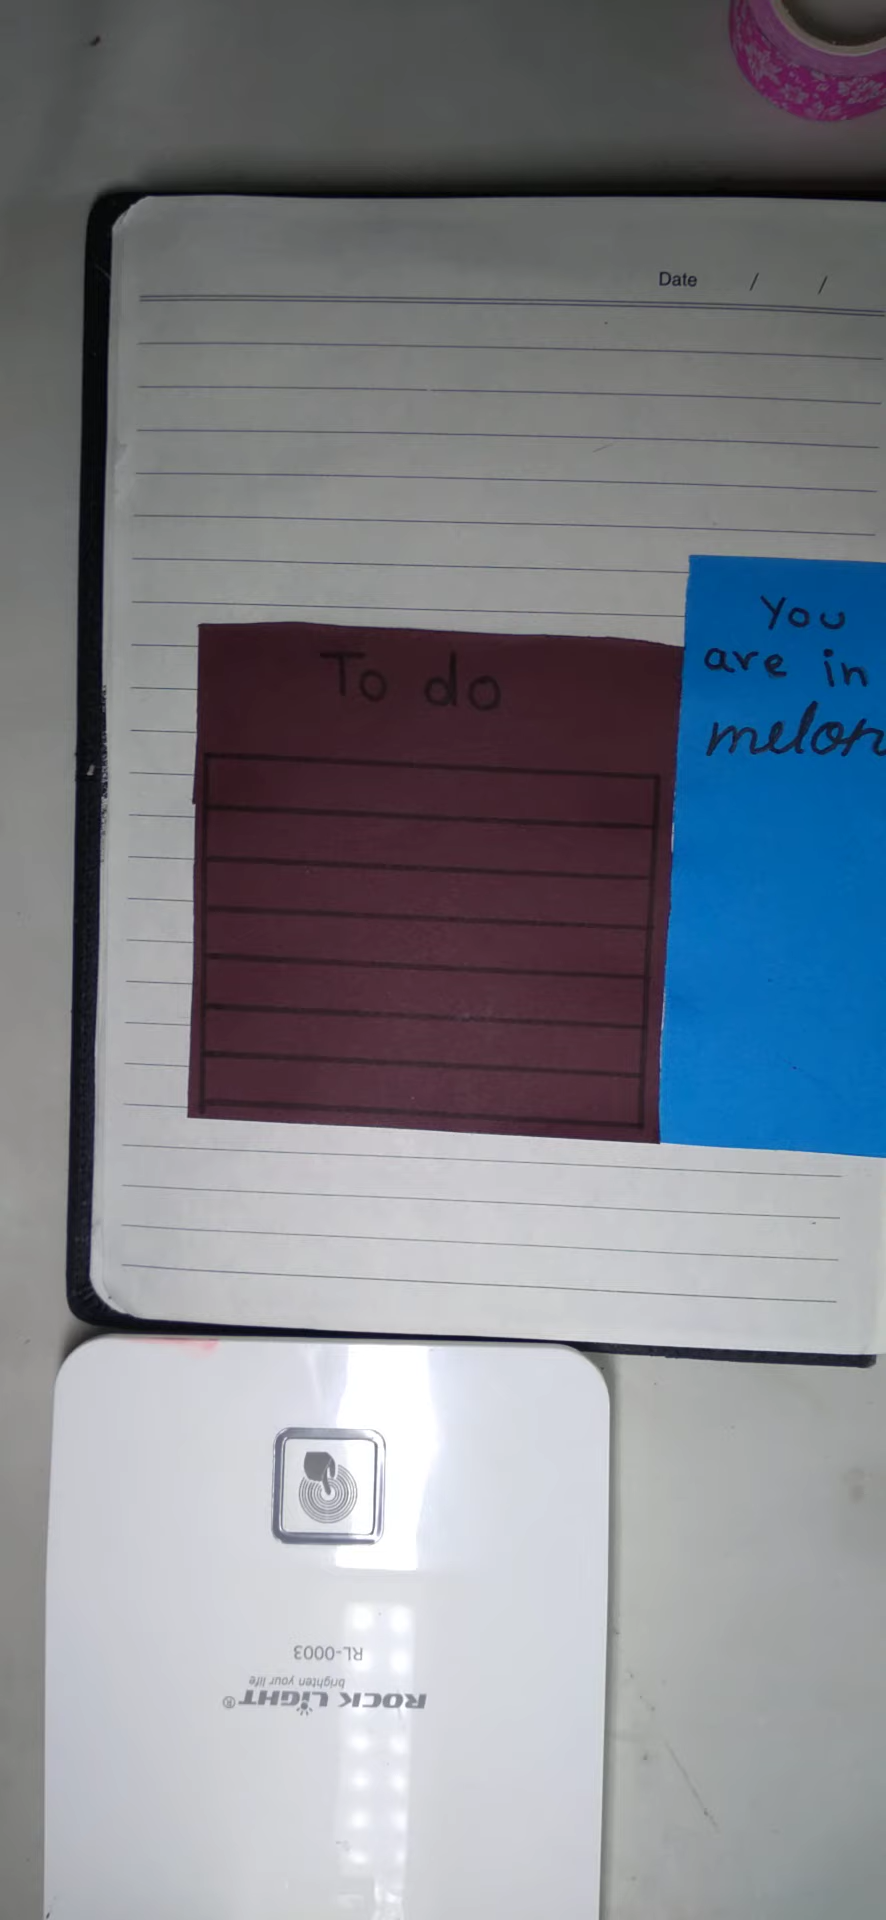 Date / /
You
are in
To do
RL-0003
brighten your life
ROCK LIGHT®